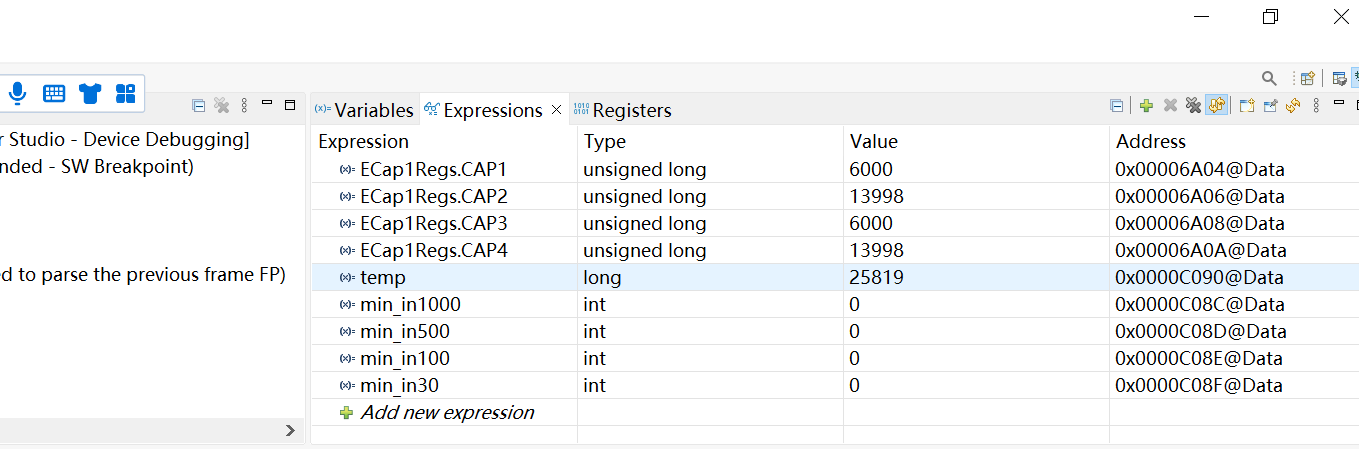 Variables Expressions Registers
r Studio - Device Debugging]
nded - SW Breakpoint)
ed to parse the previous frame FP)
Expression Type Value Address
(x)= ECap1Regs.CAP1 unsigned long 6000 0x00006A04@Data
(x)= ECap1Regs.CAP2 unsigned long 13998 0x00006A06@Data
(x)= ECap1Regs.CAP3 unsigned long 6000 0x00006A08@Data
(x)= ECap1Regs.CAP4 unsigned long 13998 0x00006A0A@Data
(x)= temp long 25819 0x0000C090@Data
(x)= min_in1000 int 0 0x0000C08C@Data
(x)= min_in500 int 0 0x0000C08D@Data
(x)= min_in100 int 0 0x0000C08E@Data
(x)= min_in30 int 0 0x0000C08F@Data
Add new expression